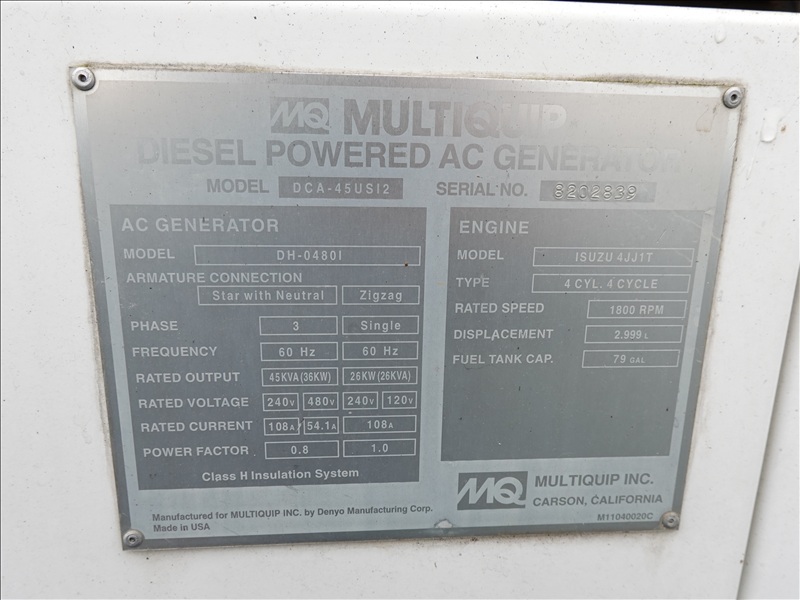 MQ MULTIQUIP
DIESEL POWERED AC GENERATOR
MODEL DCA-45USI2 SERIAL NO. 8202839
AC GENERATOR
MODEL DH-0480I
ARMATURE CONNECTION
Star with Neutral Zigzag
PHASE 3 Single
FREQUENCY 60 Hz 60 Hz
RATED OUTPUT 45KVA(36KW) 26KW(26KVA)
RATED VOLTAGE 240V 480V 240V 120V
RATED CURRENT 108A/54.1A 108A
POWER FACTOR 0.8 1.0
Class H Insulation System
ENGINE
MODEL ISUZU 4JJ1T
TYPE 4 CYL. 4 CYCLE
RATED SPEED 1800 RPM
DISPLACEMENT 2.999 L
FUEL TANK CAP. 79 GAL
Manufactured for MULTIQUIP INC. by Denyo Manufacturing Corp.
Made in USA
MQ MULTIQUIP INC.
CARSON, CALIFORNIA
M11040020C